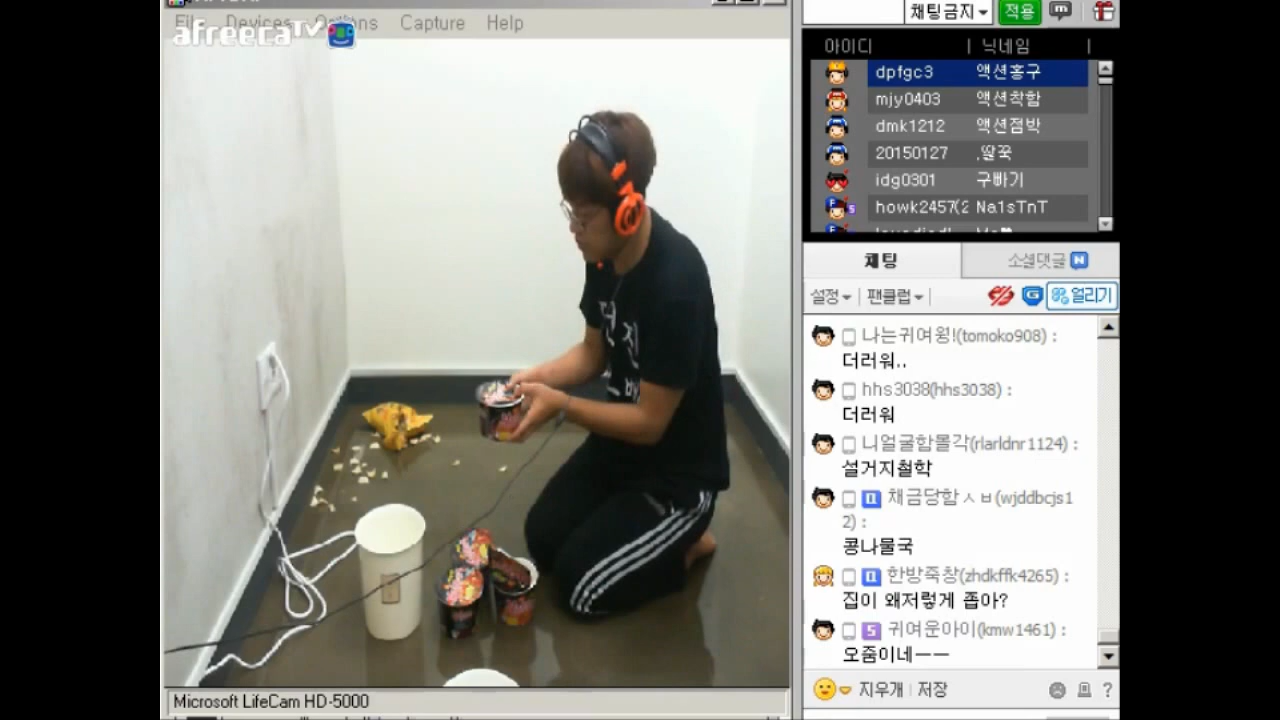 File Devices Options Capture Help
afreecaTV
채팅금지
적용
아이디 | 닉네임 |
dpfgc3 액션홍구
mjy0403 액션착함
dmk1212 액션점박
20150127 ,딸꾹
idg0301 구빠기
howk2457(2 Na1sTnT
채팅 소셜댓글 N
설정 | 팬클럽 | 얼리기
나는귀여웡!(tomoko908) :
더러워..
hhs3038(hhs3038) :
더러워
니얼굴함몰각(rlarldnr1124) :
설거지철학
채금당함ㅅㅂ(wjddbcjs1
2) :
콩나물국
한방죽창(zhdkffk4265) :
집이 왜저렇게 좁아?
귀여운아이(kmw1461) :
오줌이네ㅡㅡ
지우개 | 저장 ?
Microsoft LifeCam HD-5000